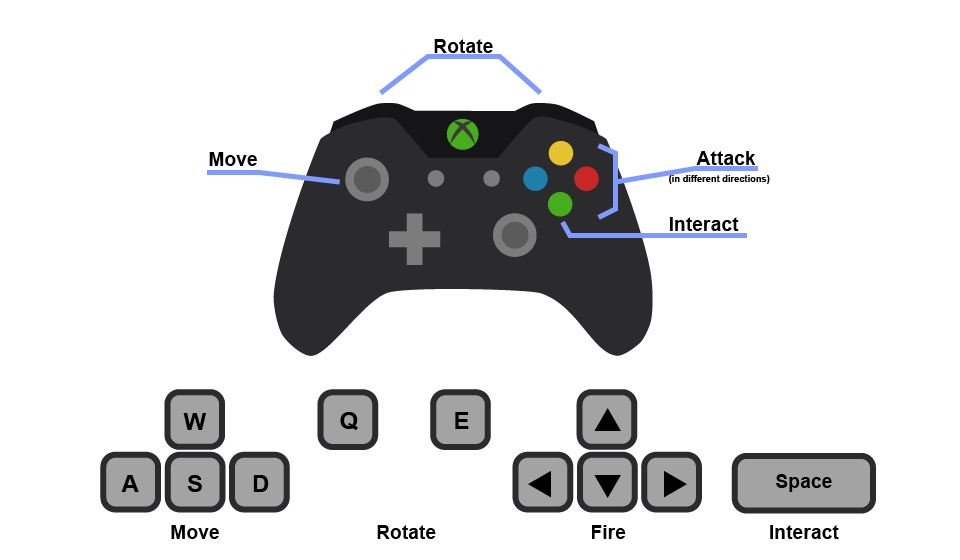 Rotate
Move
Attack
(in different directions)
Interact
W
Q
E
A
S
D
Space
Move
Rotate
Fire
Interact